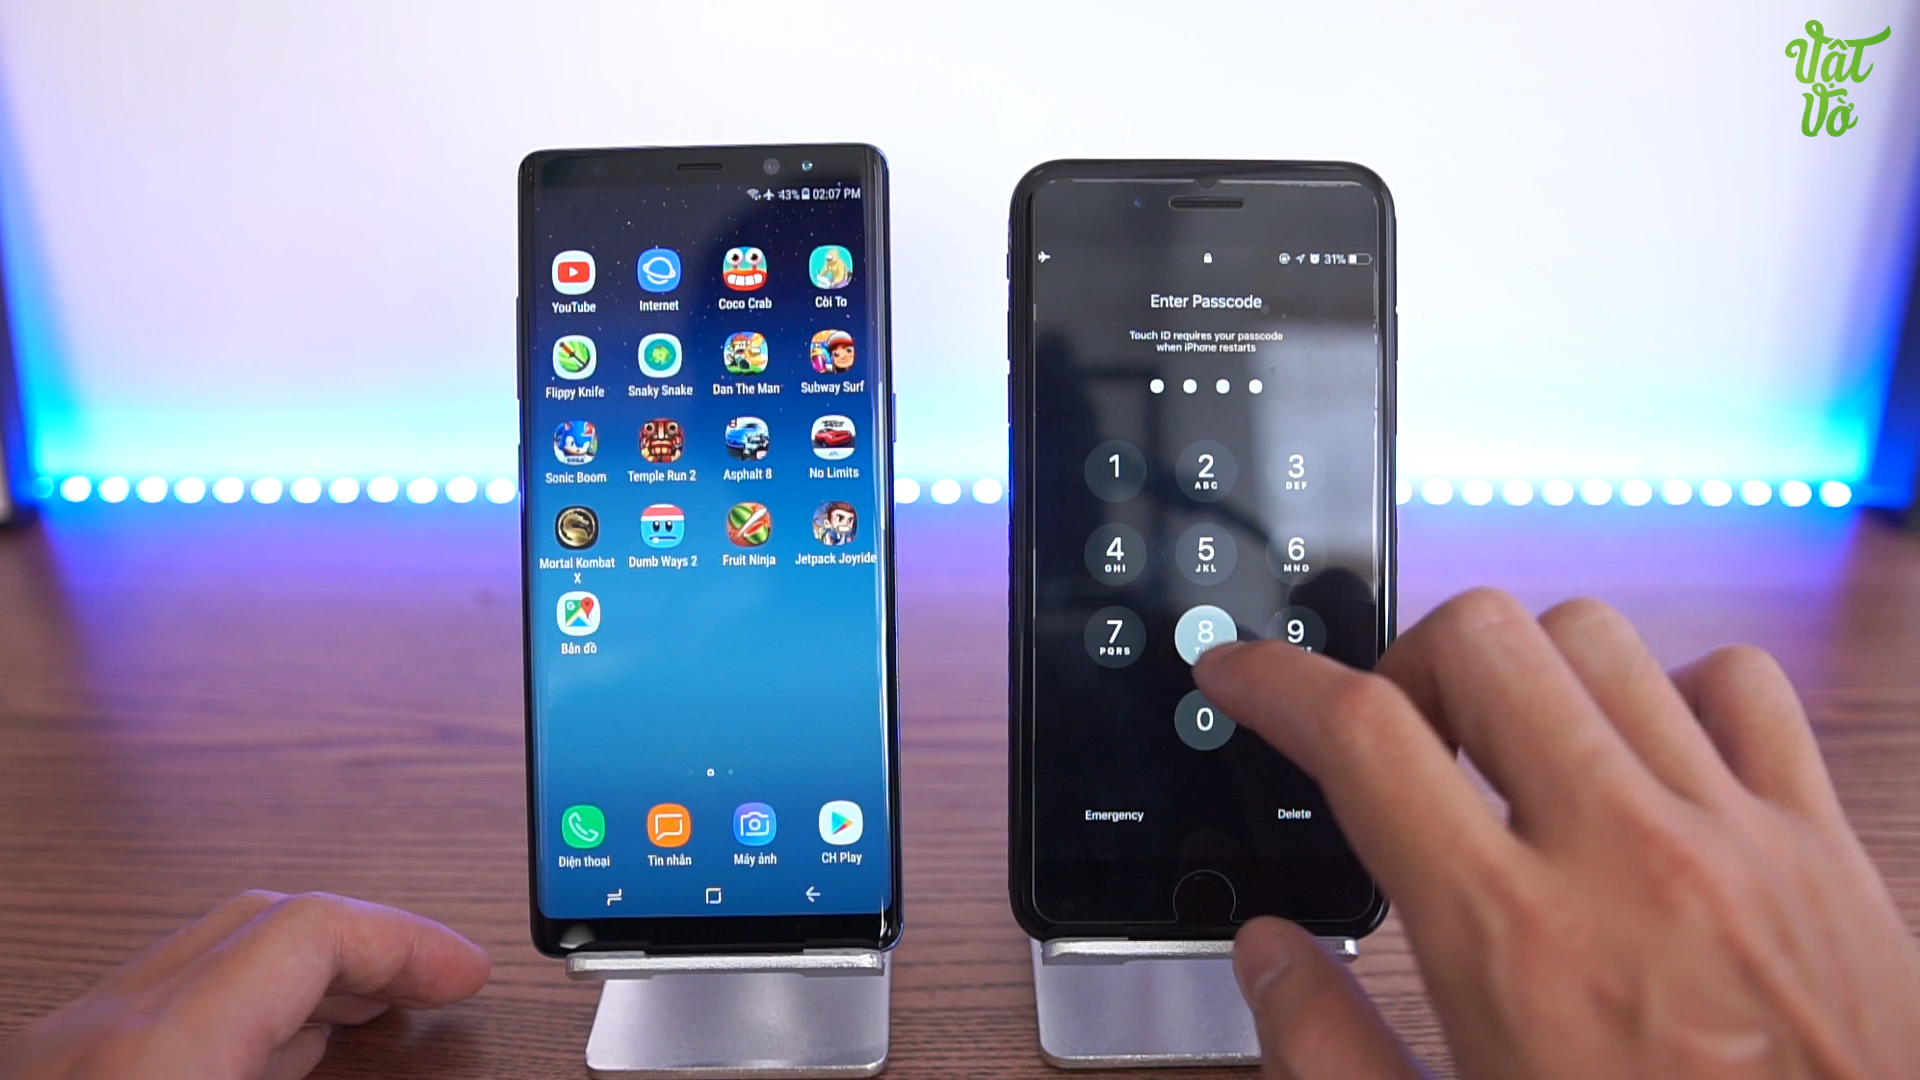 Vật
Vờ
43% 02:07 PM
YouTube
Internet
Coco Crab
Còi To
Flippy Knife
Snaky Snake
Dan The Man
Subway Surf
Sonic Boom
Temple Run 2
Asphalt 8
No Limits
Mortal Kombat
X
Dumb Ways 2
Fruit Ninja
Jetpack Joyride
Bản đồ
Điện thoại
Tin nhắn
Máy ảnh
CH Play
31%
Enter Passcode
Touch ID requires your passcode
when iPhone restarts
1
2
ABC
3
DEF
4
GHI
5
JKL
6
MNO
7
PQRS
8
9
0
Emergency
Delete